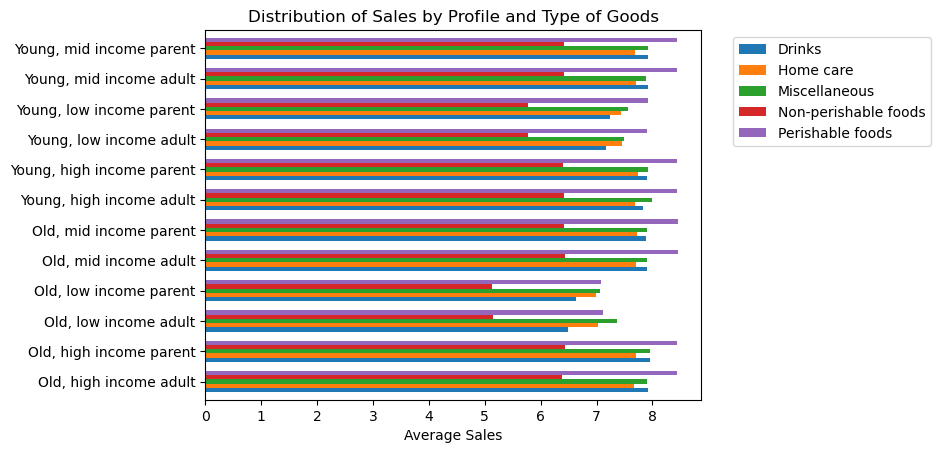 Distribution of Sales by Profile and Type of Goods
Young, mid income parent
Young, mid income adult
Young, low income parent
Young, low income adult
Young, high income parent
Young, high income adult
Old, mid income parent
Old, mid income adult
Old, low income parent
Old, low income adult
Old, high income parent
Old, high income adult
0 1 2 3 4 5 6 7 8
Average Sales
Drinks
Home care
Miscellaneous
Non-perishable foods
Perishable foods